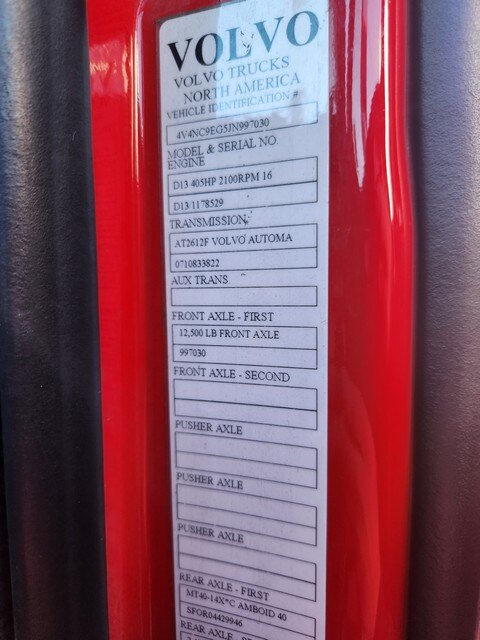 VOLVO
VOLVO TRUCKS
NORTH AMERICA
VEHICLE IDENTIFICATION #
4V4NC9EG5JN997030
MODEL & SERIAL NO.
ENGINE
D13 405HP 2100RPM 16
D13 1178529
TRANSMISSION
AT2612F VOLVO AUTOMA
0710833822
AUX TRANS
FRONT AXLE - FIRST
12,500 LB FRONT AXLE
997030
FRONT AXLE - SECOND
PUSHER AXLE
PUSHER AXLE
PUSHER AXLE
REAR AXLE - FIRST
MT40-14X*C AMBOID 40
SFOR04429946
REAR AXLE